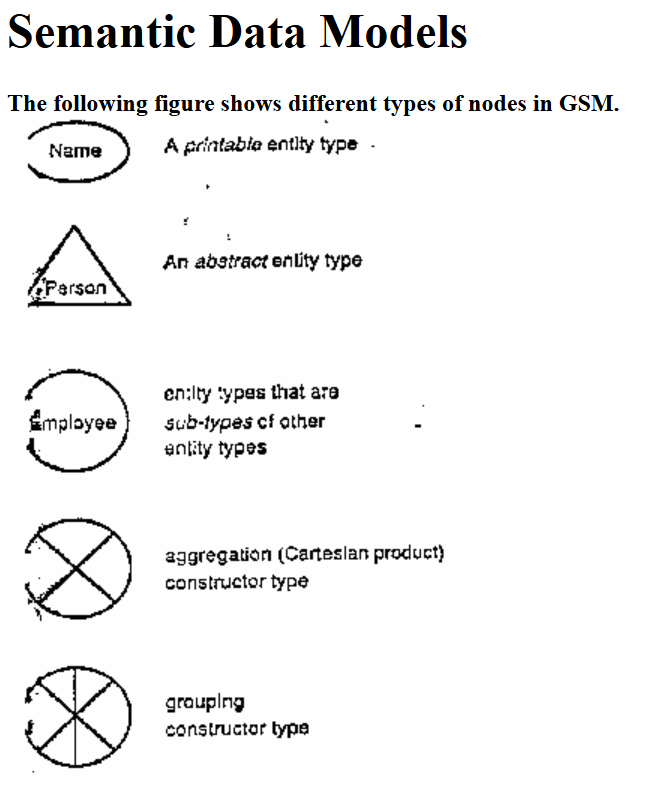 Semantic Data Models
The following figure shows different types of nodes in GSM.
Name
A printable entity type
Person
An abstract entity type
Employee
entity types that are
sub-types of other
entity types
aggregation (Cartesian product)
constructor type
grouping
constructor type